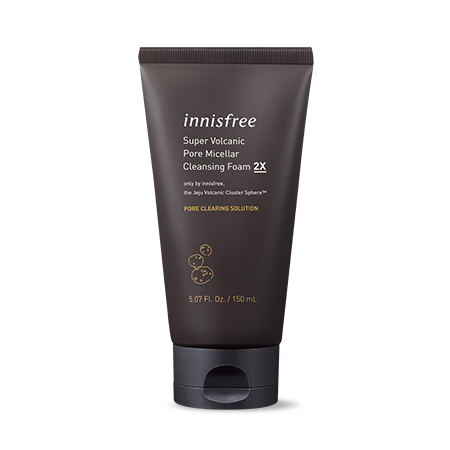 innisfree
Super Volcanic
Pore Micellar
Cleansing Foam 2X
only by innisfree,
the Jeju Volcanic Cluster Sphere™
PORE CLEARING SOLUTION
5.07 Fl. Oz. / 150 mL